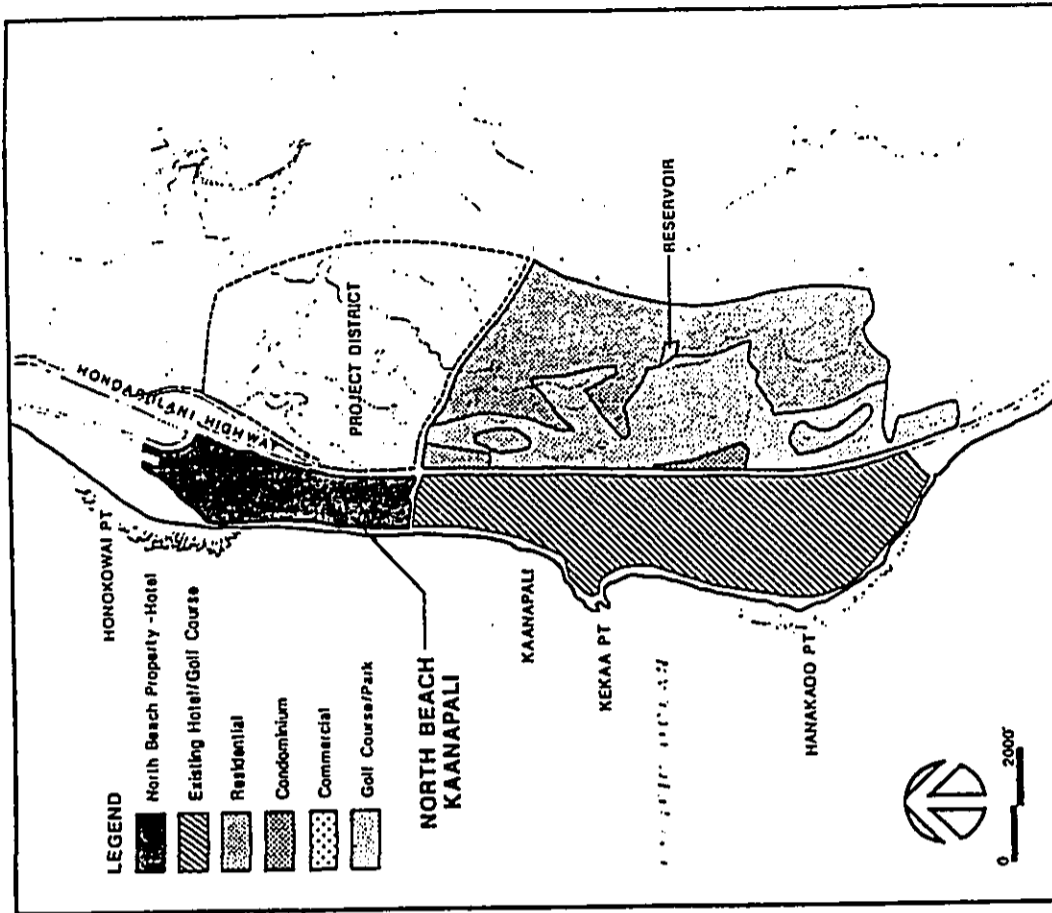 HONOKOWAI PT
HONOAPIILANI HIGHWAY
PROJECT DISTRICT
RESERVOIR
LEGEND
North Beach Property - Hotel
Existing Hotel/Golf Course
Residential
Condominium
Commercial
Golf Course/Park
NORTH BEACH
KAANAPALI
KAANAPALI
KEKAA PT
HANAKAOO PT
0 2000'